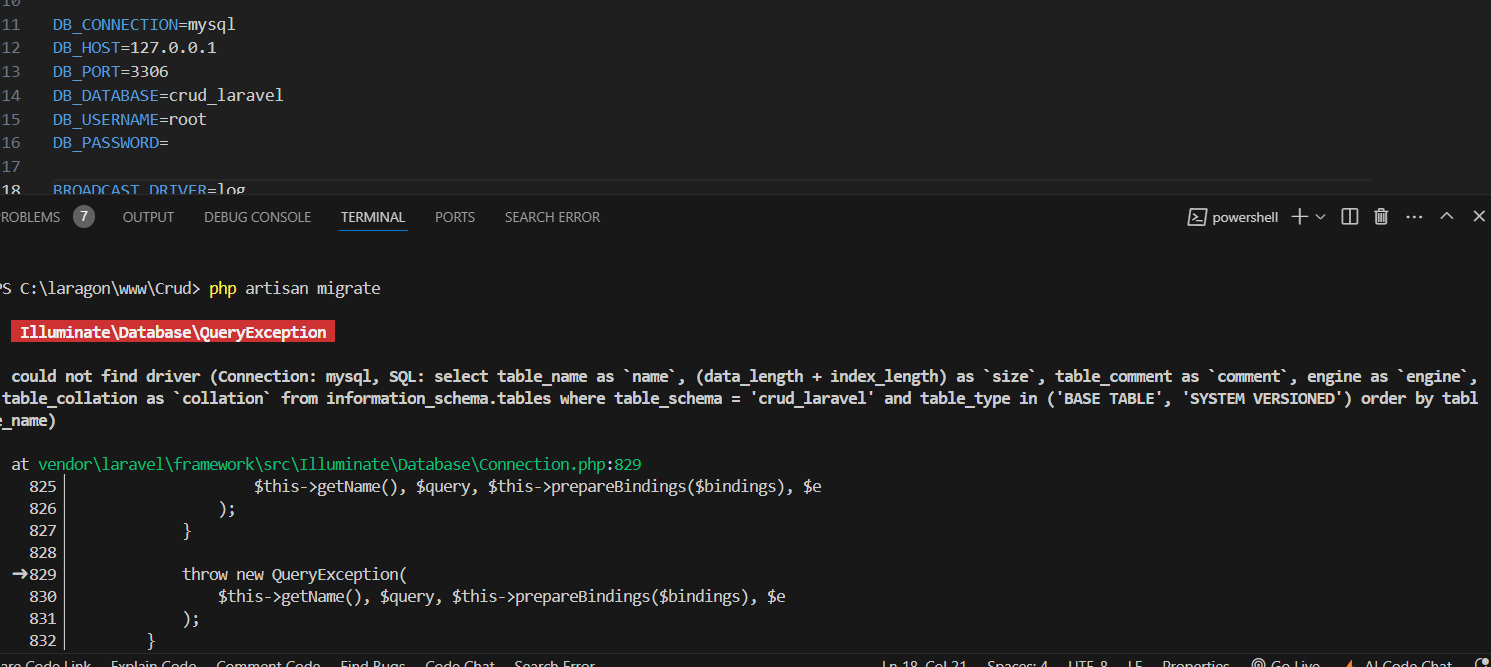 10
11 DB_CONNECTION=mysql
12 DB_HOST=127.0.0.1
13 DB_PORT=3306
14 DB_DATABASE=crud_laravel
15 DB_USERNAME=root
16 DB_PASSWORD=
17
18 BROADCAST_DRIVER=log
ROBLEMS 7 OUTPUT DEBUG CONSOLE TERMINAL PORTS SEARCH ERROR powershell
PS C:\laragon\www\Crud> php artisan migrate
Illuminate\Database\QueryException
could not find driver (Connection: mysql, SQL: select table_name as `name`, (data_length + index_length) as `size`, table_comment as `comment`, engine as `engine`,
table_collation as `collation` from information_schema.tables where table_schema = 'crud_laravel' and table_type in ('BASE TABLE', 'SYSTEM VERSIONED') order by tabl
e_name)
at vendor\laravel\framework\src\Illuminate\Database\Connection.php:829
825 $this->getName(), $query, $this->prepareBindings($bindings), $e
826 );
827 }
828
➜829 throw new QueryException(
830 $this->getName(), $query, $this->prepareBindings($bindings), $e
831 );
832 }
are Code Link Explain Code Comment Code Find Bugs Code Chat Search Error Ln 18, Col 21 Spaces: 4 UTF-8 LF Properties Go Live AI Code Chat